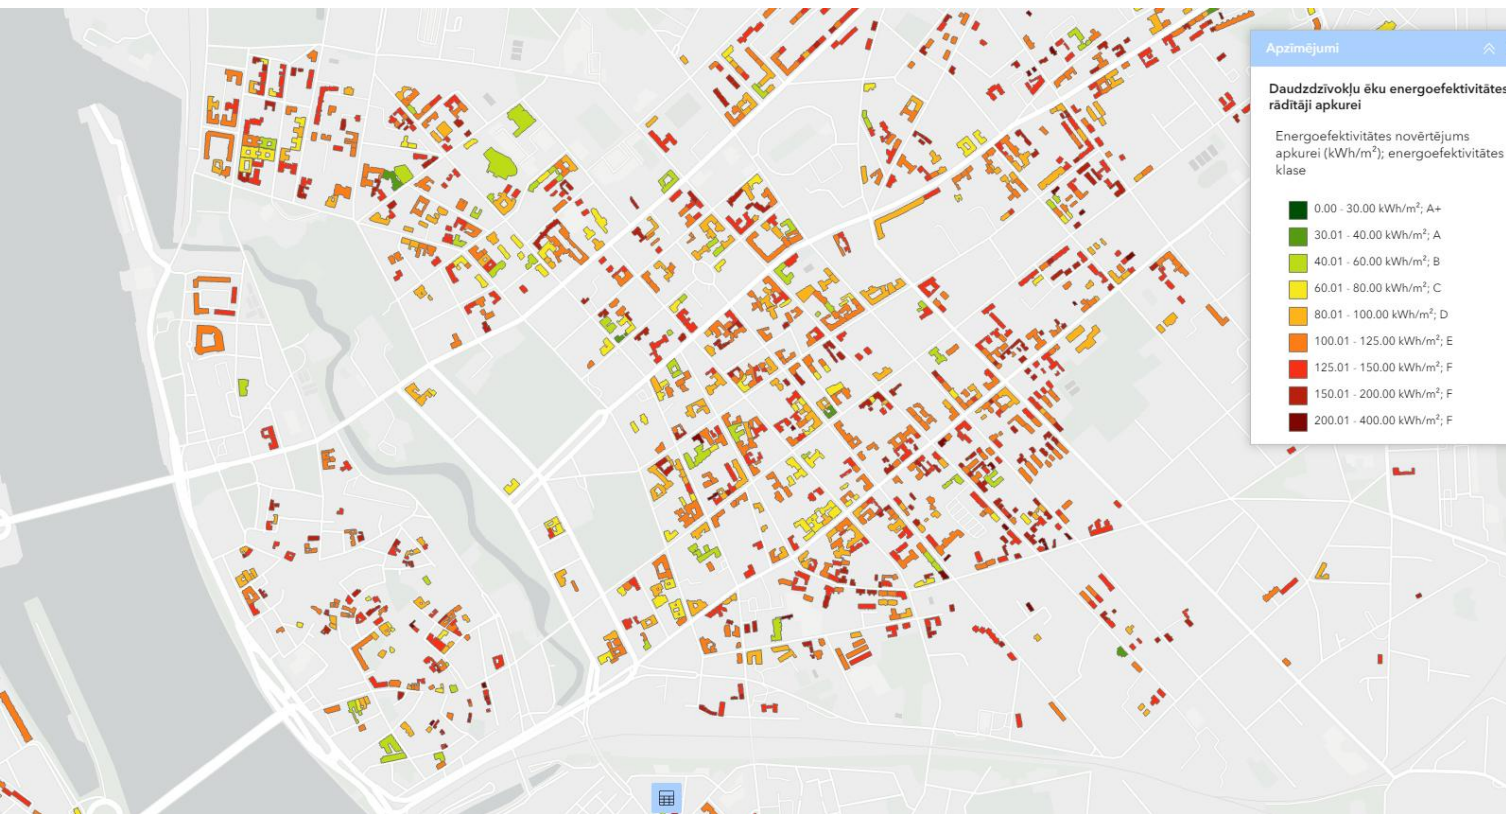 Apzīmējumi
Daudzdzīvokļu ēku energoefektivitātes
rādītāji apkurei
Energoefektivitātes novērtējums
apkurei (kWh/m²); energoefektivitātes
klase
0.00 - 30.00 kWh/m²; A+
30.01 - 40.00 kWh/m²; A
40.01 - 60.00 kWh/m²; B
60.01 - 80.00 kWh/m²; C
80.01 - 100.00 kWh/m²; D
100.01 - 125.00 kWh/m²; E
125.01 - 150.00 kWh/m²; F
150.01 - 200.00 kWh/m²; F
200.01 - 400.00 kWh/m²; F